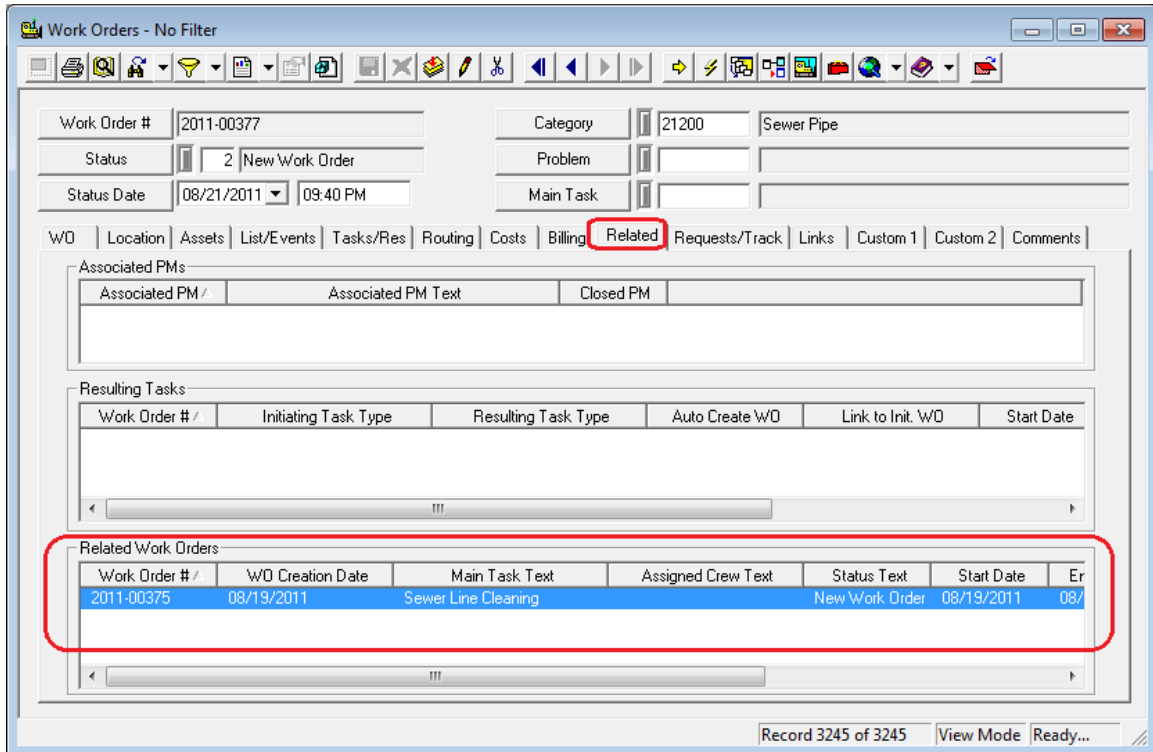 Work Orders - No Filter
Work Order # 2011-00377 Category 21200 Sewer Pipe
Status 2 New Work Order Problem
Status Date 08/21/2011 09:40 PM Main Task
WO Location Assets List/Events Tasks/Res Routing Costs Billing Related Requests/Track Links Custom 1 Custom 2 Comments
Associated PMs
Associated PM Associated PM Text Closed PM
Resulting Tasks
Work Order # Initiating Task Type Resulting Task Type Auto Create WO Link to Init. WO Start Date
Related Work Orders
Work Order # WO Creation Date Main Task Text Assigned Crew Text Status Text Start Date Er
2011-00375 08/19/2011 Sewer Line Cleaning New Work Order 08/19/2011 08/
Record 3245 of 3245 View Mode Ready...